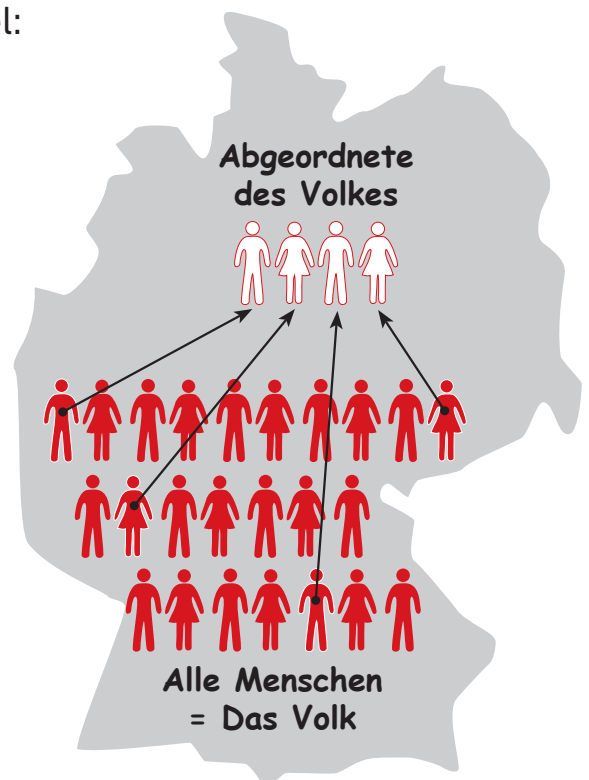 l:
Abgeordnete
des Volkes
Alle Menschen
= Das Volk